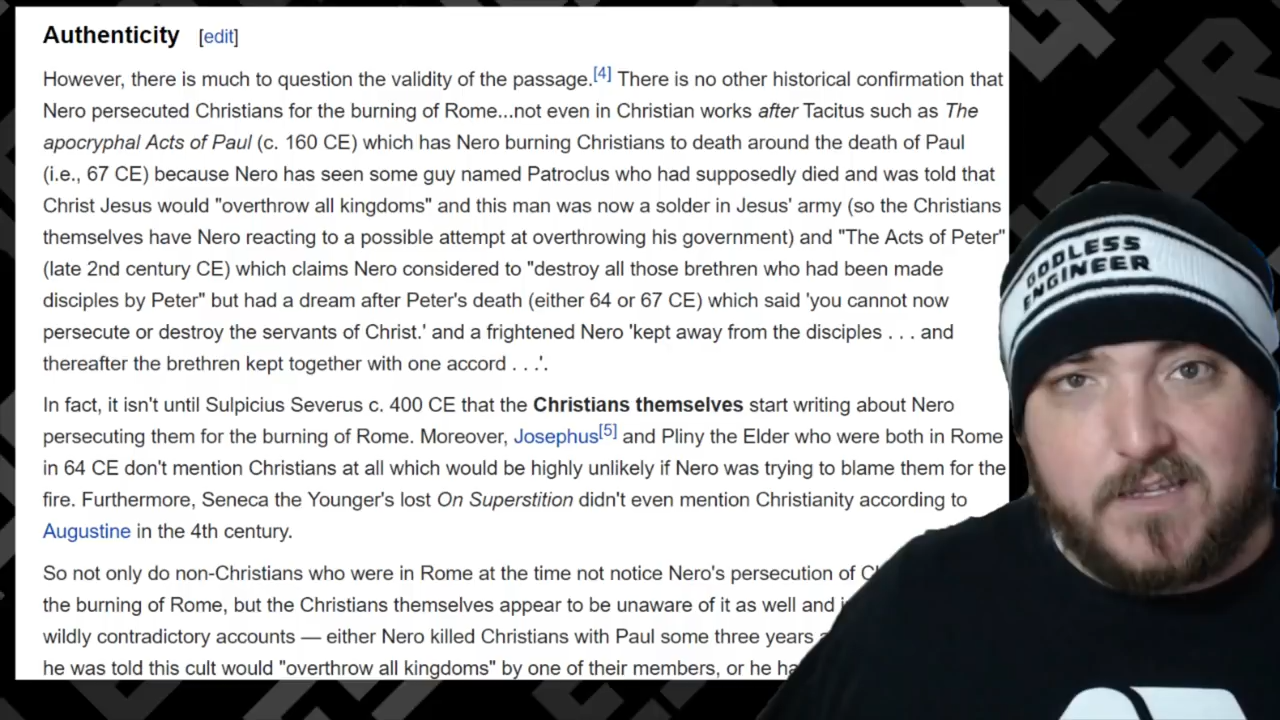 Authenticity [edit]
However, there is much to question the validity of the passage.[4] There is no other historical confirmation that
Nero persecuted Christians for the burning of Rome...not even in Christian works after Tacitus such as The
apocryphal Acts of Paul (c. 160 CE) which has Nero burning Christians to death around the death of Paul
(i.e., 67 CE) because Nero has seen some guy named Patroclus who had supposedly died and was told that
Christ Jesus would "overthrow all kingdoms" and this man was now a solder in Jesus' army (so the Christians
themselves have Nero reacting to a possible attempt at overthrowing his government) and "The Acts of Peter"
(late 2nd century CE) which claims Nero considered to "destroy all those brethren who had been made
disciples by Peter" but had a dream after Peter's death (either 64 or 67 CE) which said 'you cannot now
persecute or destroy the servants of Christ.' and a frightened Nero 'kept away from the disciples . . . and
thereafter the brethren kept together with one accord . . .'.
In fact, it isn't until Sulpicius Severus c. 400 CE that the Christians themselves start writing about Nero
persecuting them for the burning of Rome. Moreover, Josephus[5] and Pliny the Elder who were both in Rome
in 64 CE don't mention Christians at all which would be highly unlikely if Nero was trying to blame them for the
fire. Furthermore, Seneca the Younger's lost On Superstition didn't even mention Christianity according to
Augustine in the 4th century.
So not only do non-Christians who were in Rome at the time not notice Nero's persecution of
the burning of Rome, but the Christians themselves appear to be unaware of it as well and
wildly contradictory accounts — either Nero killed Christians with Paul some three years
he was told this cult would "overthrow all kingdoms" by one of their members, or he
GODLESS
ENGINEER